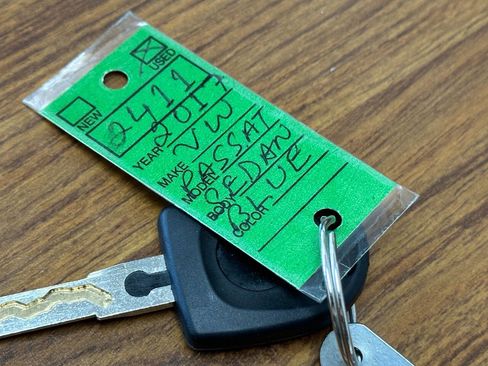 NEW USED
2411
YEAR 2017
MAKE VW
MODEL PASSAT
BODY SEDAN
COLOR BLUE